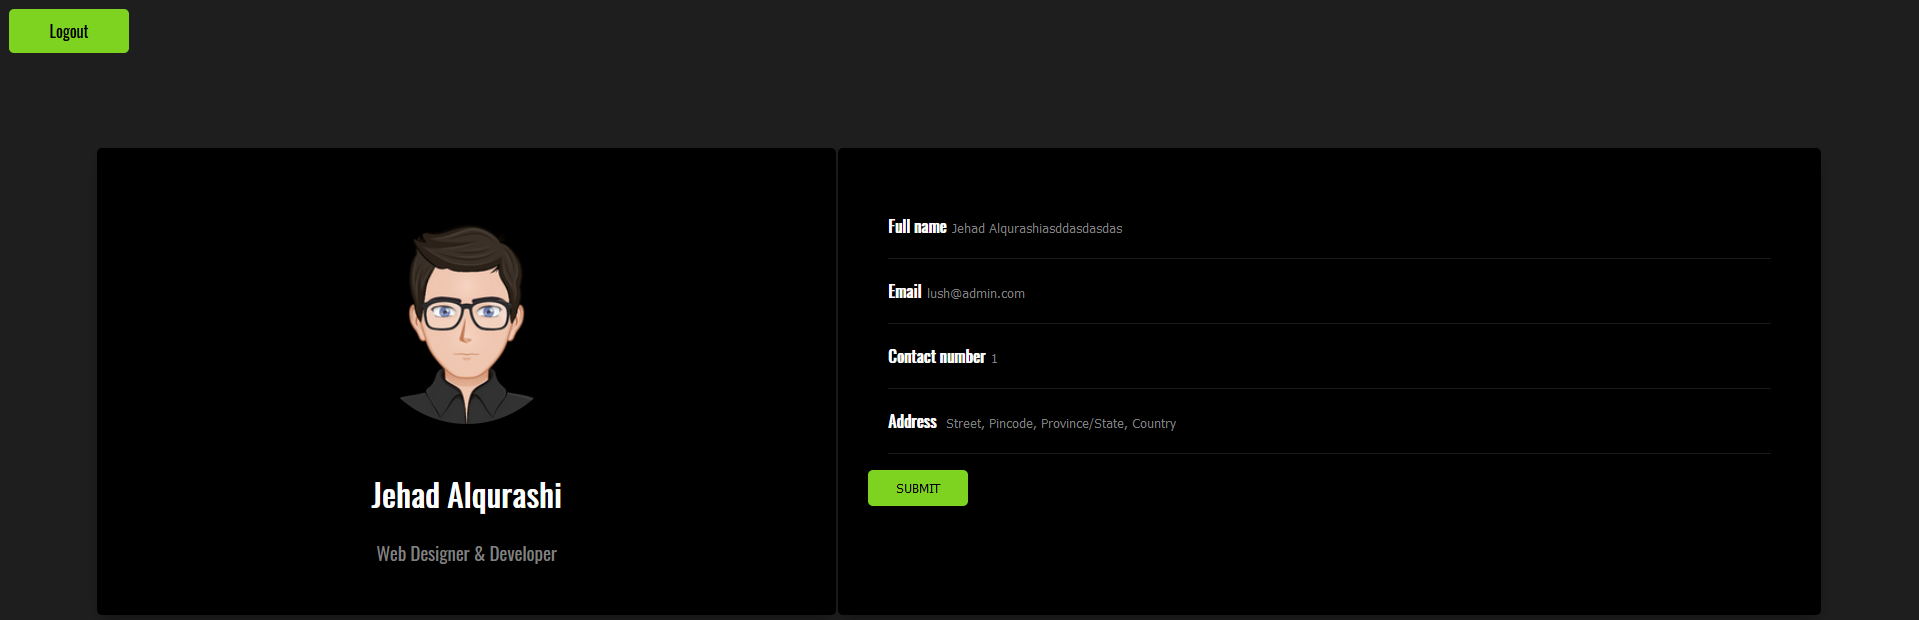 Logout
Full name Jehad Alqurashiasddasdasdas
Email lush@admin.com
Contact number 1
Address Street, Pincode, Province/State, Country
SUBMIT
Jehad Alqurashi
Web Designer & Developer